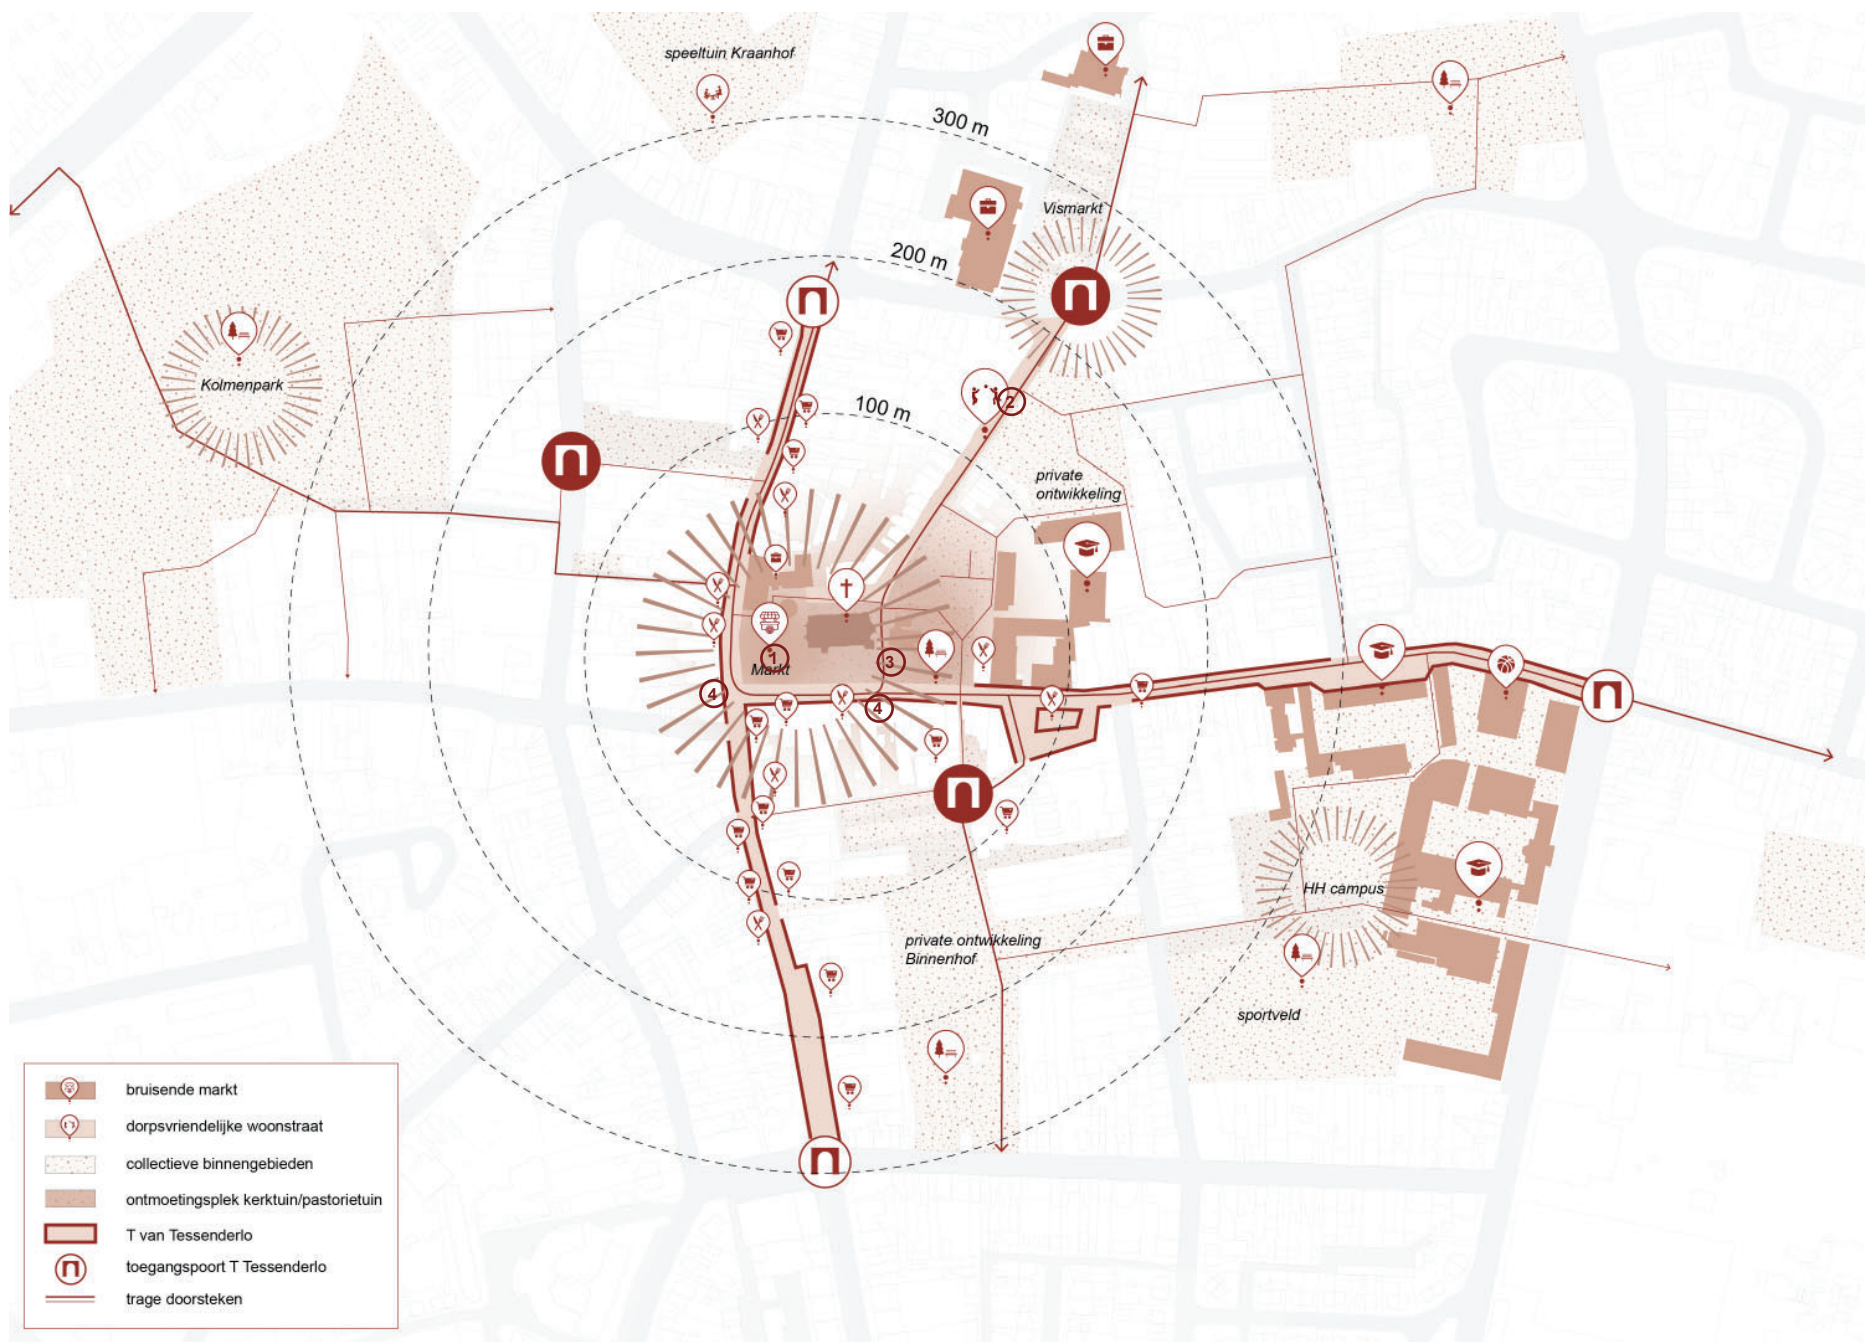 speeltuin Kraanhof
300 m
Vismarkt
200 m
Kolmenpark
100 m
2
private
ontwikkeling
1
Markt
3
4
4
HH campus
private ontwikkeling
Binnenhof
sportveld
bruisende markt
dorpsvriendelijke woonstraat
collectieve binnengebieden
ontmoetingsplek kerktuin/pastorietuin
T van Tessenderlo
toegangspoort T Tessenderlo
trage doorsteken